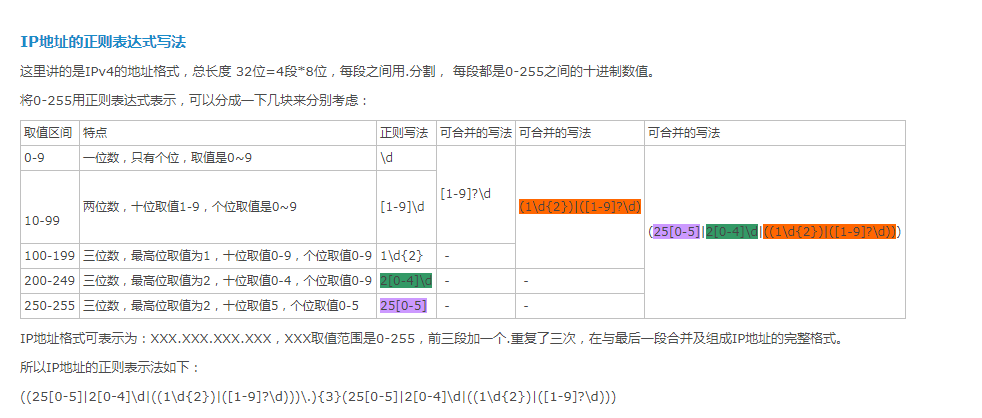 IP地址的正则表达式写法
这里讲的是IPv4的地址格式，总长度 32位=4段*8位，每段之间用.分割， 每段都是0-255之间的十进制数值。
将0-255用正则表达式表示，可以分成一下几块来分别考虑：
取值区间 特点 正则写法 可合并的写法 可合并的写法 可合并的写法
0-9 一位数，只有个位，取值是0~9 \d
10-99 两位数，十位取值1-9，个位取值是0~9 [1-9]\d [1-9]?\d (1\d{2})|([1-9]?\d) (25[0-5]|2[0-4]\d|((1\d{2})|([1-9]?\d)))
100-199 三位数，最高位取值为1，十位取值0-9，个位取值0-9 1\d{2} -
200-249 三位数，最高位取值为2，十位取值0-4，个位取值0-9 2[0-4]\d - -
250-255 三位数，最高位取值为2，十位取值5，个位取值0-5 25[0-5] - -
IP地址格式可表示为：XXX.XXX.XXX.XXX，XXX取值范围是0-255，前三段加一个.重复了三次，在与最后一段合并及组成IP地址的完整格式。
所以IP地址的正则表示法如下：
((25[0-5]|2[0-4]\d|((1\d{2})|([1-9]?\d)))\.){3}(25[0-5]|2[0-4]\d|((1\d{2})|([1-9]?\d)))